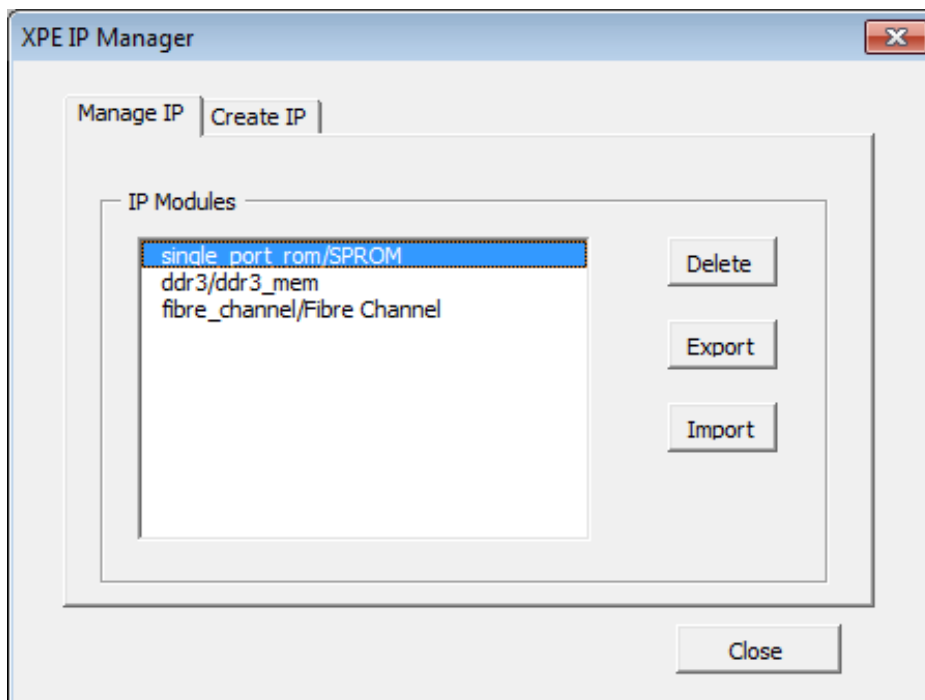 XPE IP Manager
Manage IP
Create IP
IP Modules
single_port_rom/SPROM
ddr3/ddr3_mem
fibre_channel/Fibre Channel
Delete
Export
Import
Close